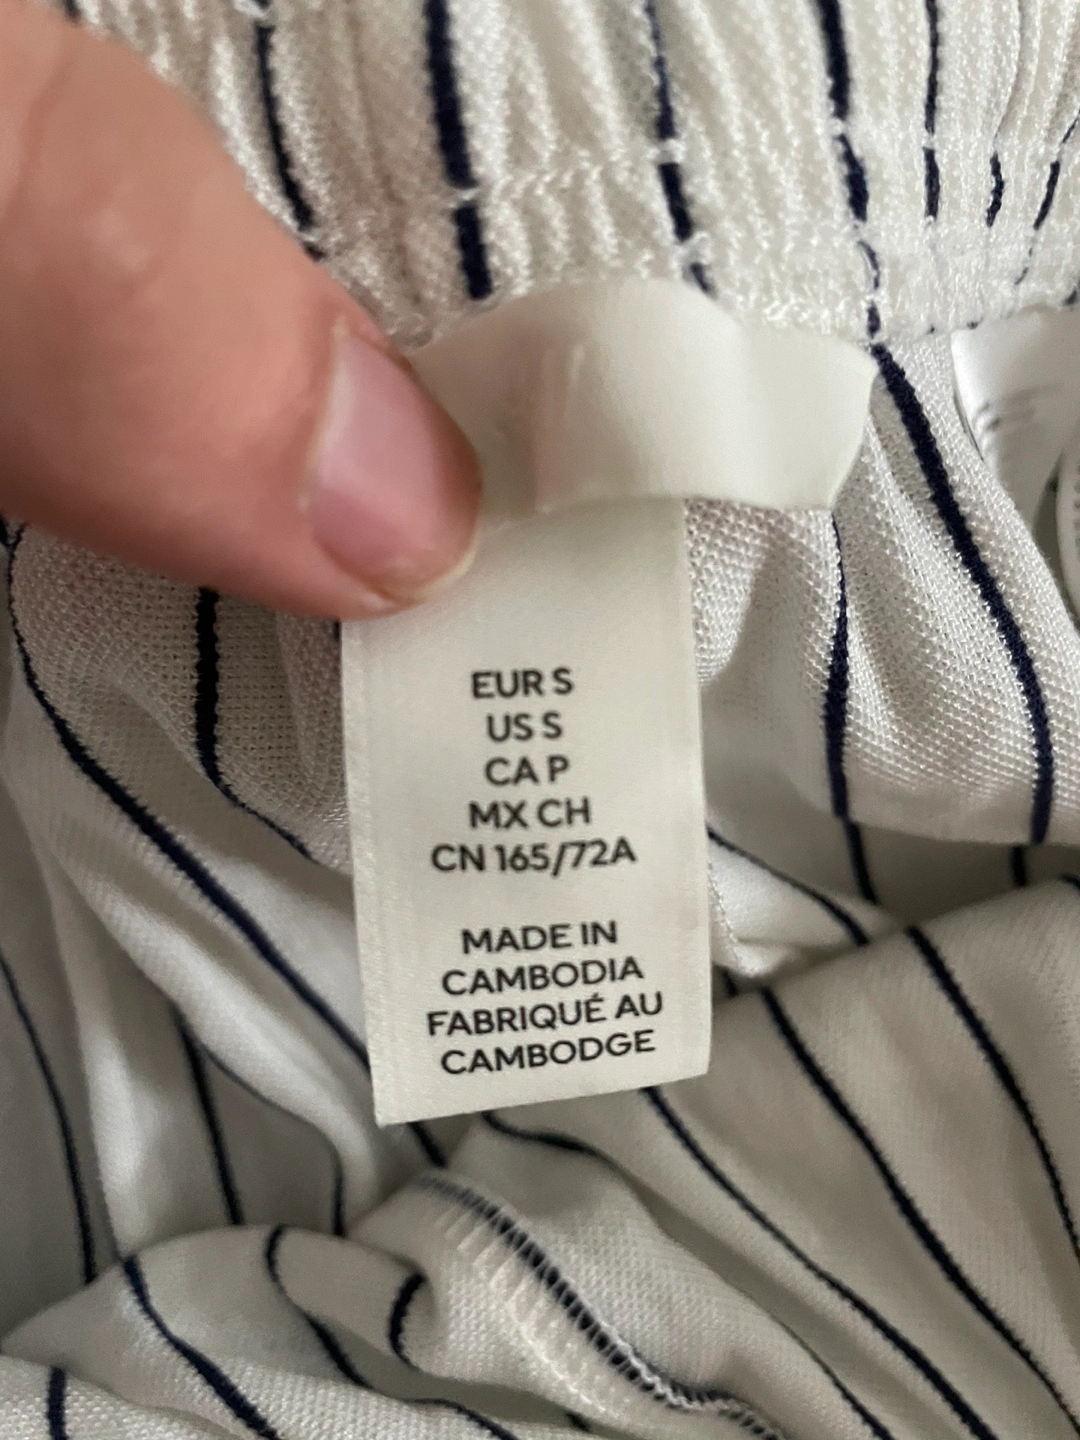 EUR S
US S
CA P
MX CH
CN 165/72A
MADE IN
CAMBODIA
FABRIQUÉ AU
CAMBODGE